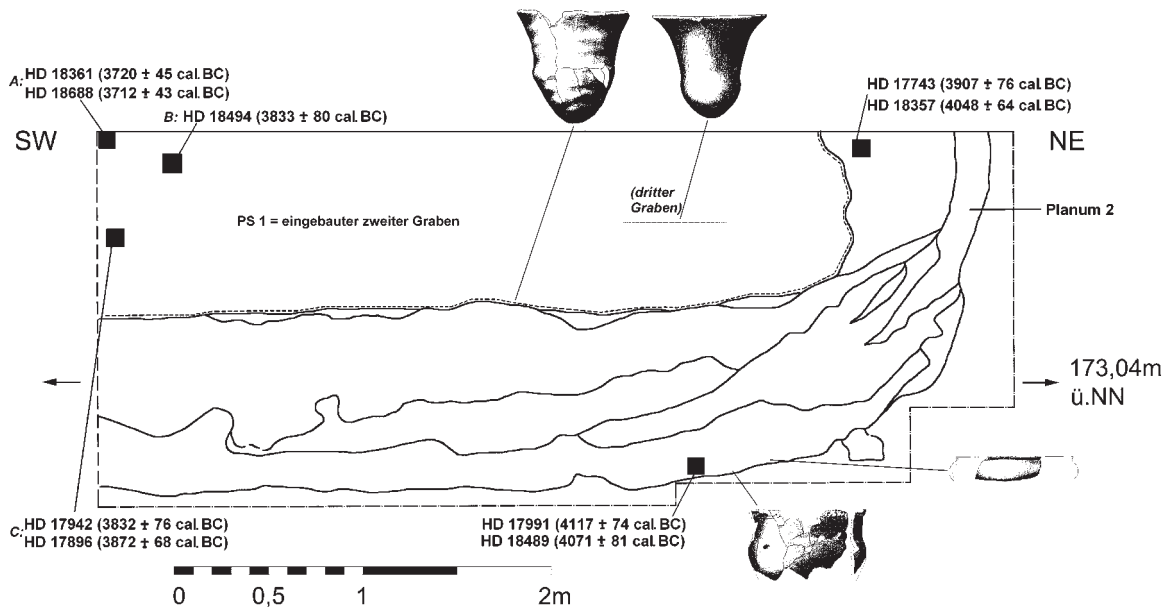 A: HD 18361 (3720 ± 45 cal. BC)
HD 18688 (3712 ± 43 cal. BC)
B: HD 18494 (3833 ± 80 cal. BC)
HD 17743 (3907 ± 76 cal. BC)
HD 18357 (4048 ± 64 cal. BC)
SW
NE
(dritter
Graben)
PS 1 = eingebauter zweiter Graben
Planum 2
173,04m
ü.NN
C: HD 17942 (3832 ± 76 cal. BC)
HD 17896 (3872 ± 68 cal. BC)
HD 17991 (4117 ± 74 cal. BC)
HD 18489 (4071 ± 81 cal. BC)
0 0,5 1 2m